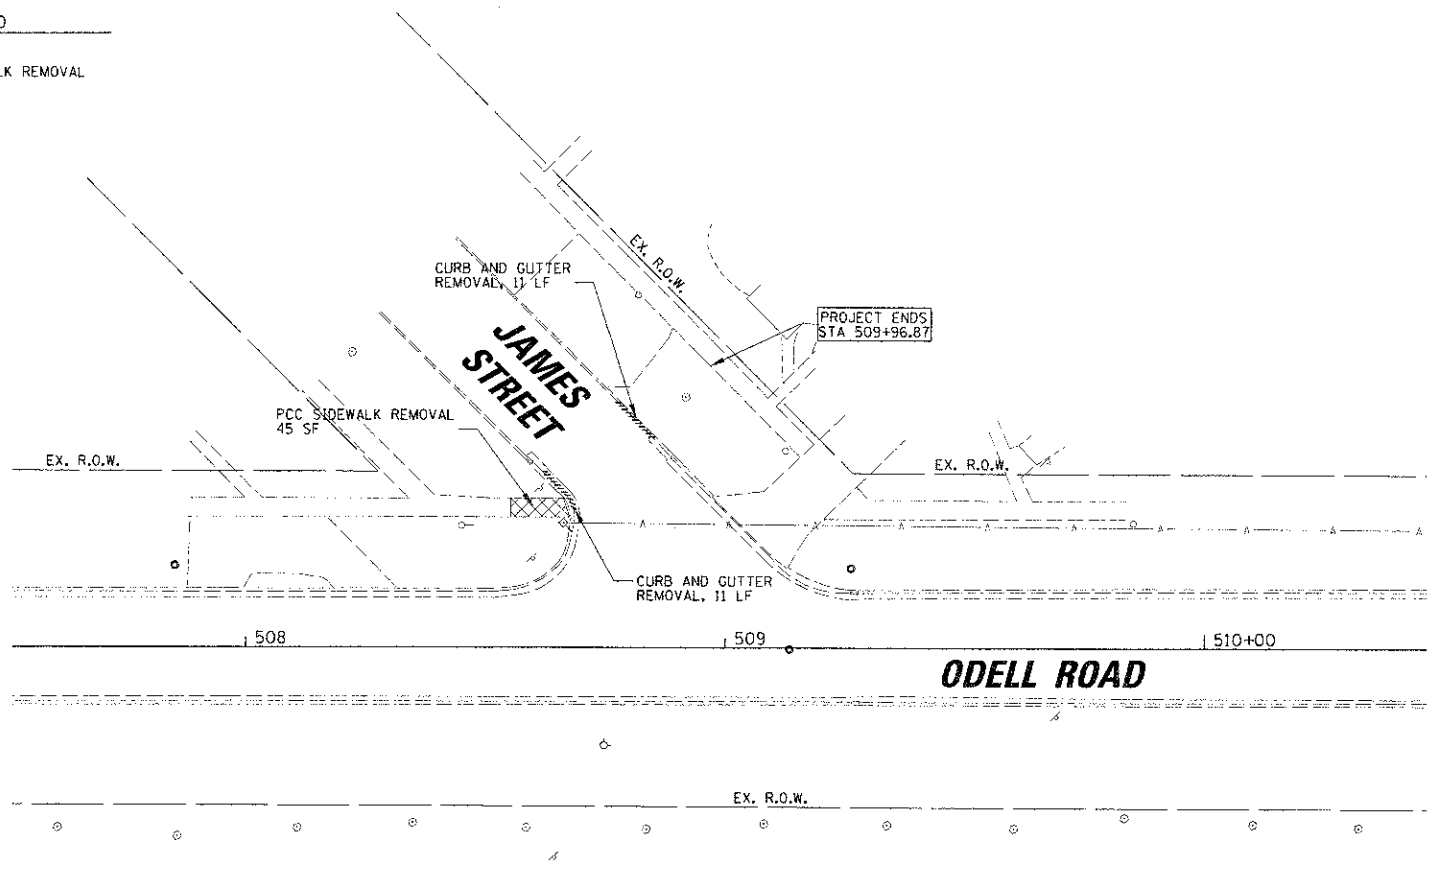 REMOVAL
EX. R.O.W.
CURB AND GUTTER
REMOVAL, 11 LF
PROJECT ENDS
STA 509+96.87
JAMES
STREET
PCC SIDEWALK REMOVAL
45 SF
EX. R.O.W.
EX. R.O.W.
CURB AND GUTTER
REMOVAL, 11 LF
508
509
510+00
ODELL ROAD
EX. R.O.W.